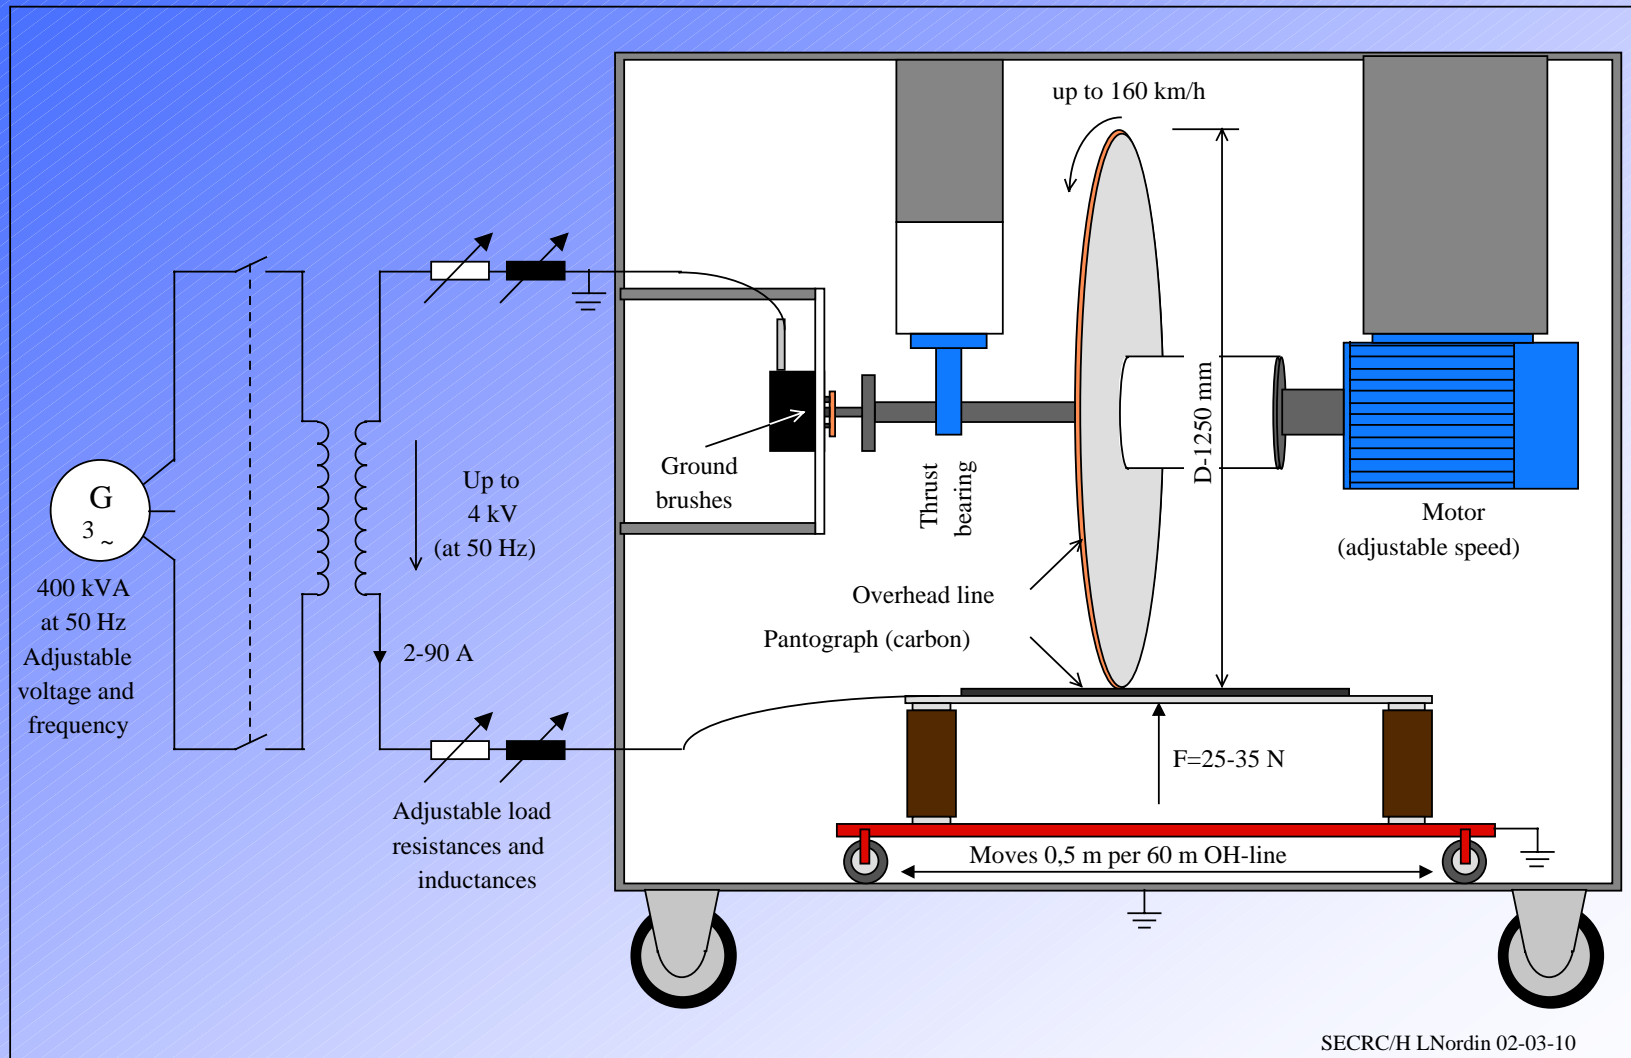 up to 160 km/h
D-1250 mm
G
3 ~
400 kVA
at 50 Hz
Adjustable
voltage and
frequency
Up to
4 kV
(at 50 Hz)
2-90 A
Adjustable load
resistances and
inductances
Ground
brushes
Thrust
bearing
Motor
(adjustable speed)
Overhead line
Pantograph (carbon)
F=25-35 N
Moves 0,5 m per 60 m OH-line
SECRC/H LNordin 02-03-10